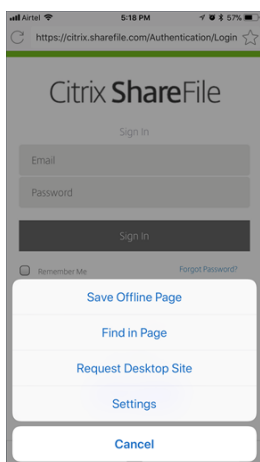 Airtel 5:18 PM 57%
https://citrix.sharefile.com/Authentication/Login
Citrix ShareFile
Sign In
Email
Password
Sign In
Remember Me Forgot Password?
Save Offline Page
Find in Page
Request Desktop Site
Settings
Cancel